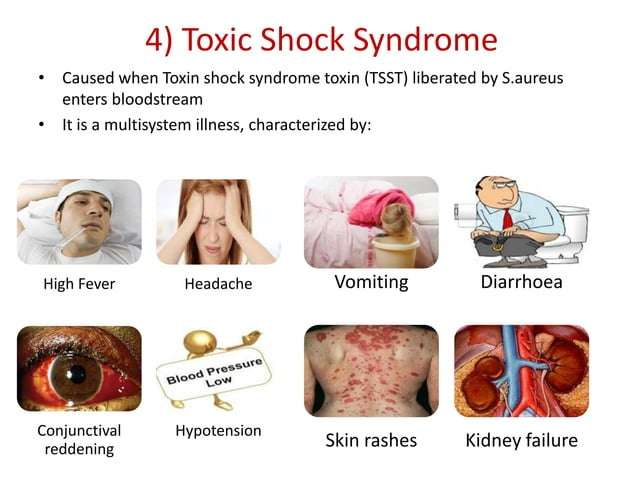 4) Toxic Shock Syndrome
• Caused when Toxin shock syndrome toxin (TSST) liberated by S.aureus
enters bloodstream
• It is a multisystem illness, characterized by:
High Fever
Headache
Vomiting
Diarrhoea
Blood Pressure
Low
Conjunctival
reddening
Hypotension
Skin rashes
Kidney failure